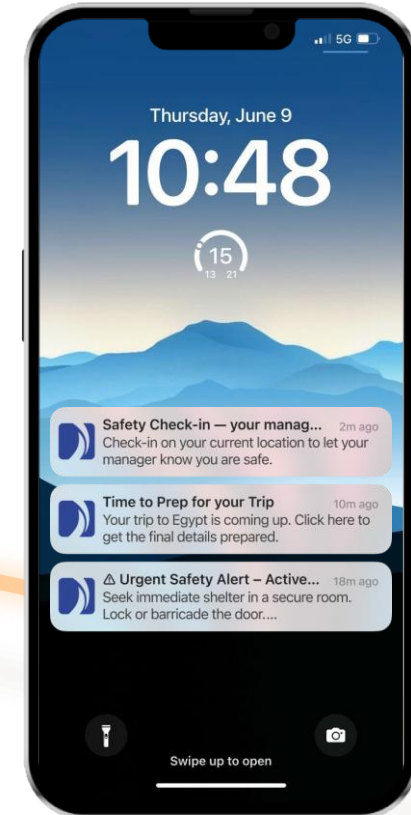 5G
Thursday, June 9
10:48
15
13 21
Safety Check-in — your manag... 2m ago
Check-in on your current location to let your
manager know you are safe.
Time to Prep for your Trip 10m ago
Your trip to Egypt is coming up. Click here to
get the final details prepared.
⚠ Urgent Safety Alert – Active... 18m ago
Seek immediate shelter in a secure room.
Lock or barricade the door....
Swipe up to open